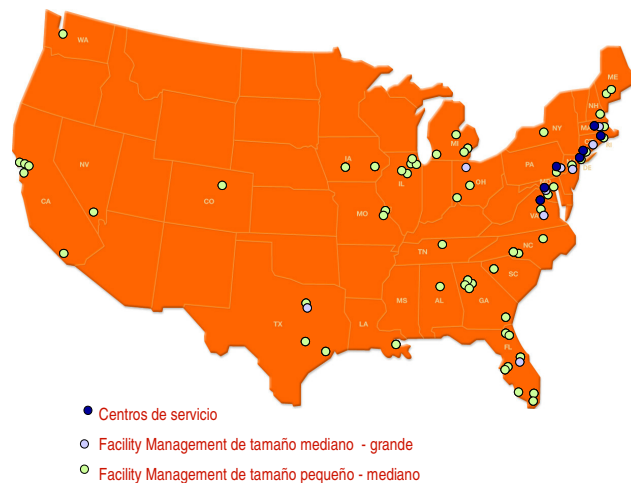 WA
ME
NH
MA
NY
MI
IA
PA
NV
IL
OH
CO
MD
CA
MO
VA
TN
NC
SC
MS
AL
GA
TX
LA
FL
Centros de servicio
Facility Management de tamaño mediano - grande
Facility Management de tamaño pequeño - mediano